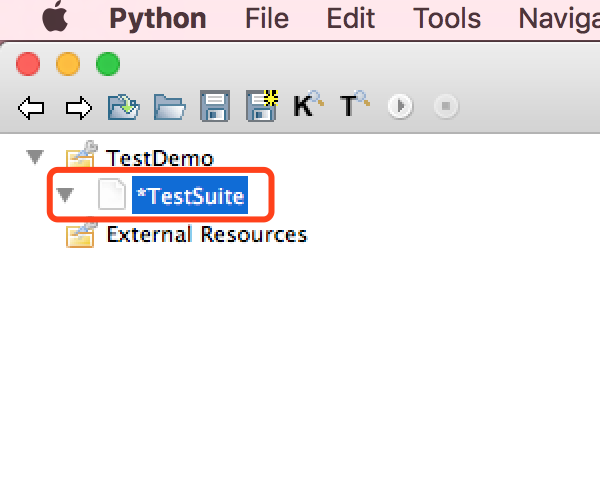 Python File Edit Tools Naviga
K T
TestDemo
*TestSuite
External Resources